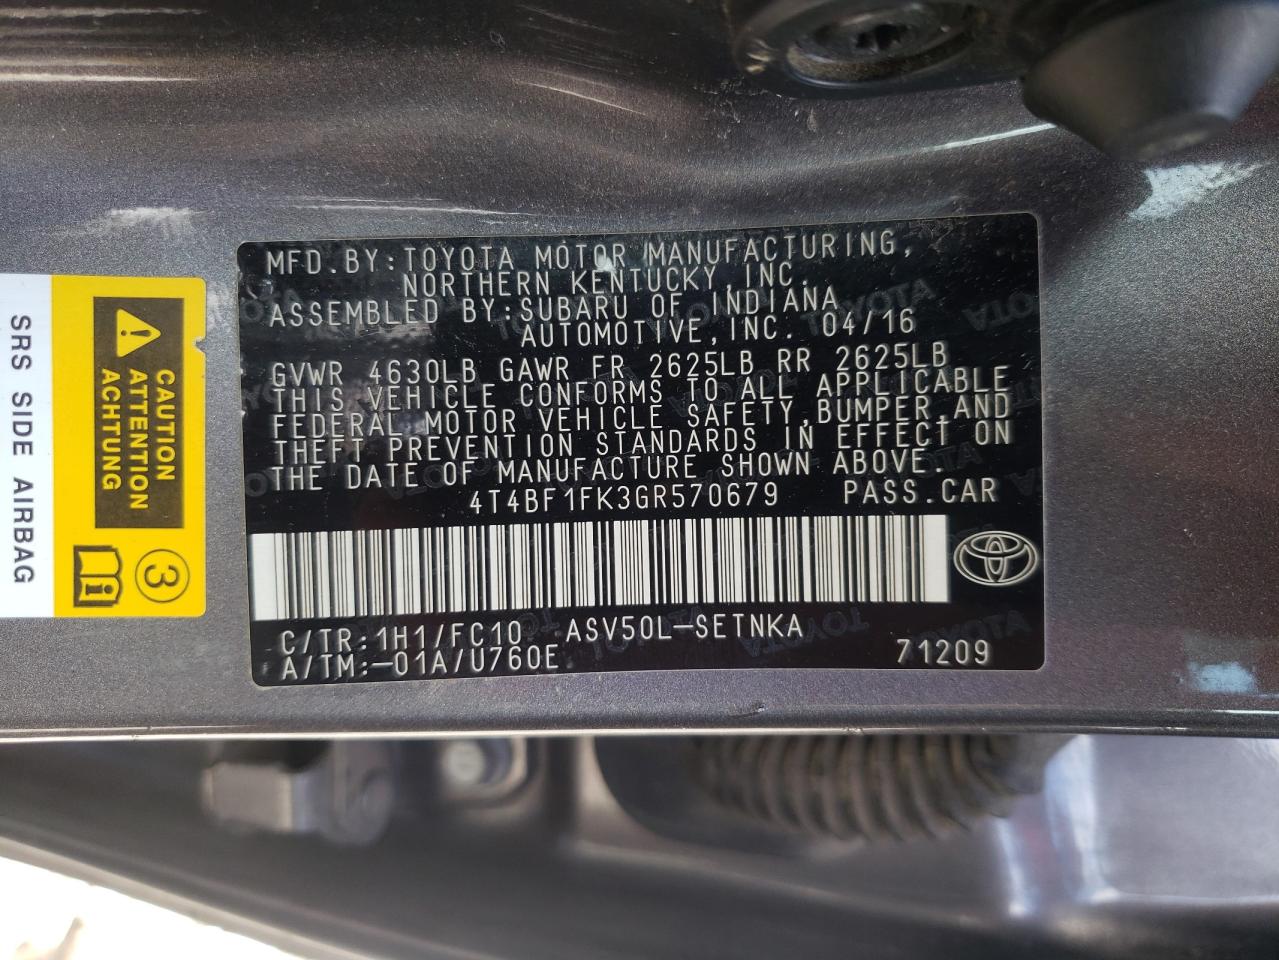 MFD.BY:TOYOTA MOTOR MANUFACTURING,
NORTHERN KENTUCKY,INC.
ASSEMBLED BY:SUBARU OF INDIANA
AUTOMOTIVE,INC. 04/16
GVWR 4630LB GAWR FR 2625LB RR 2625LB
THIS VEHICLE CONFORMS TO ALL APPLICABLE
FEDERAL MOTOR VEHICLE SAFETY,BUMPER,AND
THEFT PREVENTION STANDARDS IN EFFECT ON
THE DATE OF MANUFACTURE SHOWN ABOVE.
4T4BF1FK3GR570679 PASS.CAR
C/TR:1H1/FC10 ASV50L-SETNKA
A/TM:-01A/U760E 71209
CAUTION
ATTENTION
ACHTUNG
3
SRS SIDE AIRBAG